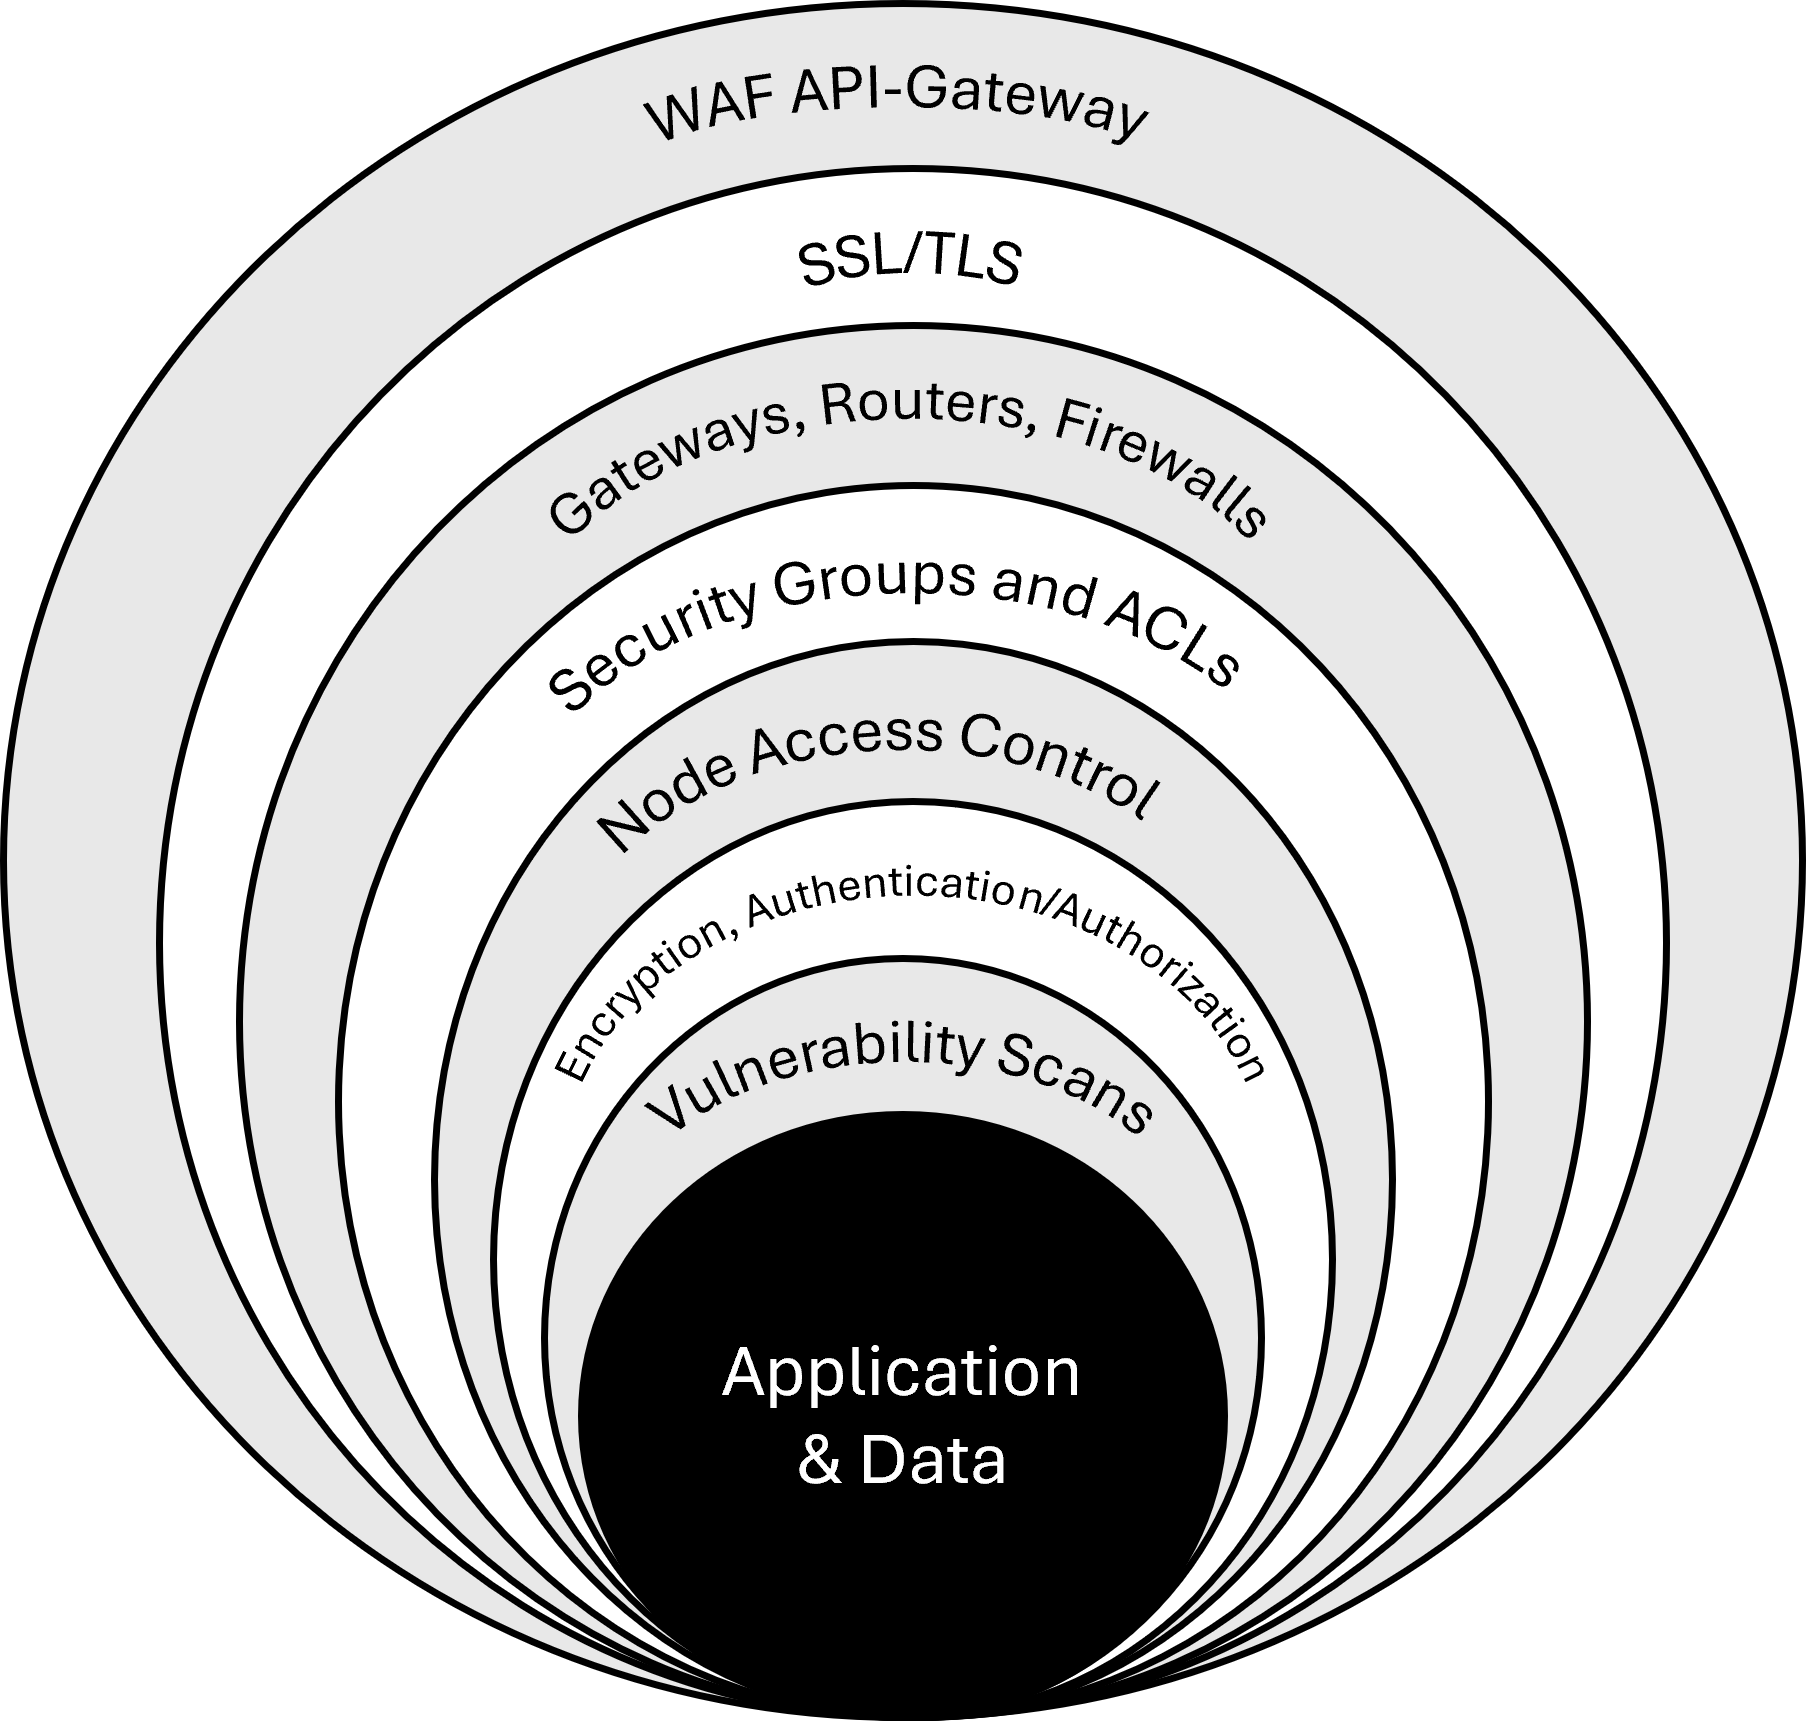 WAF API-Gateway
SSL/TLS
Gateways, Routers, Firewalls
Security Groups and ACLs
Node Access Control
Encryption, Authentication/Authorization
Vulnerability Scans
Application
& Data